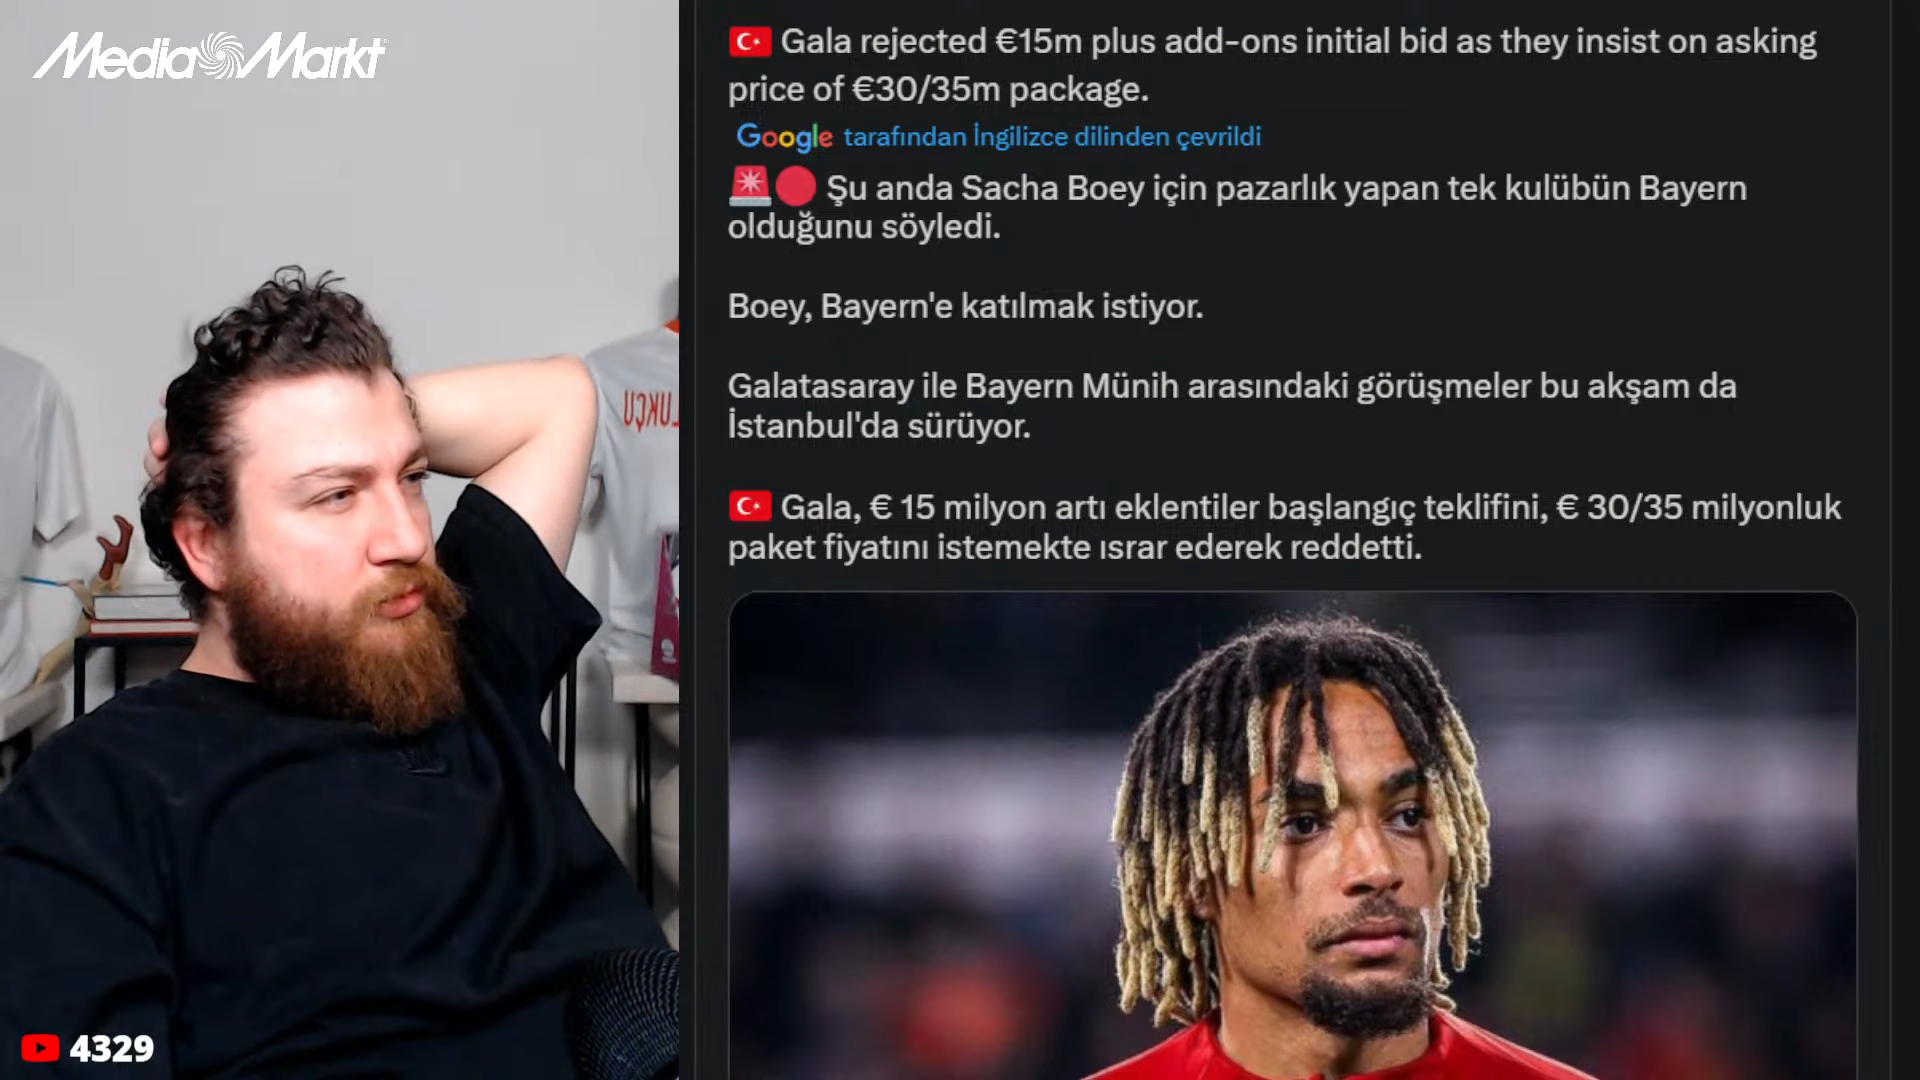 MediaMarkt
🇹🇷 Gala rejected €15m plus add-ons initial bid as they insist on asking
price of €30/35m package.
Google tarafından İngilizce dilinden çevrildi
🚨🔴 Şu anda Sacha Boey için pazarlık yapan tek kulübün Bayern
olduğunu söyledi.
Boey, Bayern'e katılmak istiyor.
Galatasaray ile Bayern Münih arasındaki görüşmeler bu akşam da
İstanbul'da sürüyor.
🇹🇷 Gala, € 15 milyon artı eklentiler başlangıç teklifini, € 30/35 milyonluk
paket fiyatını istemekte ısrar ederek reddetti.
4329